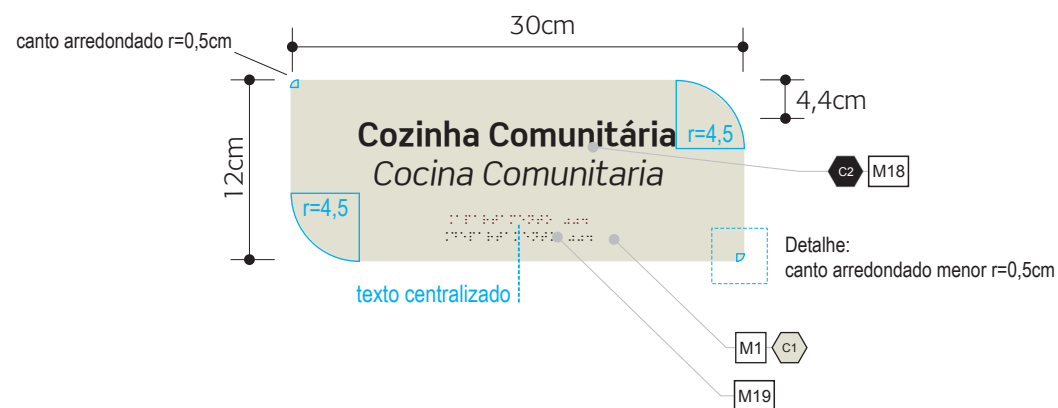 30cm
canto arredondado r=0,5cm
4,4cm
12cm
Cozinha Comunitária
r=4,5
Cocina Comunitaria
C2 M18
r=4,5
Detalhe:
canto arredondado menor r=0,5cm
texto centralizado
M1 C1
M19